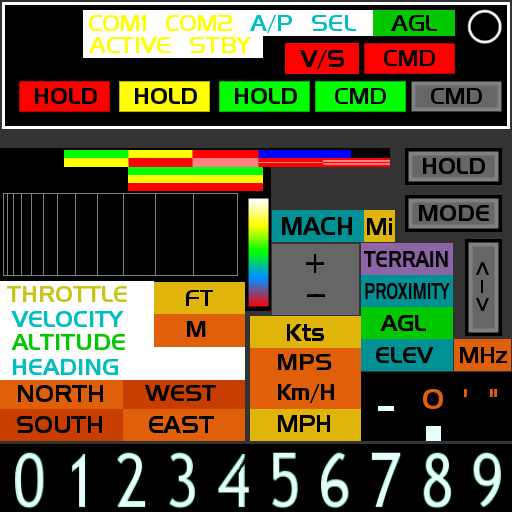 COM1 COM2 A/P SEL AGL
ACTIVE STBY
V/S CMD
HOLD HOLD HOLD CMD CMD
HOLD
MODE
MACH Mi
+
−
TERRAIN
PROXIMITY
AGL
ELEV MHz
< − >
THROTTLE
VELOCITY
ALTITUDE
HEADING
FT
M
Kts
MPS
Km/H
MPH
NORTH WEST
SOUTH EAST
- O ' "
0 1 2 3 4 5 6 7 8 9